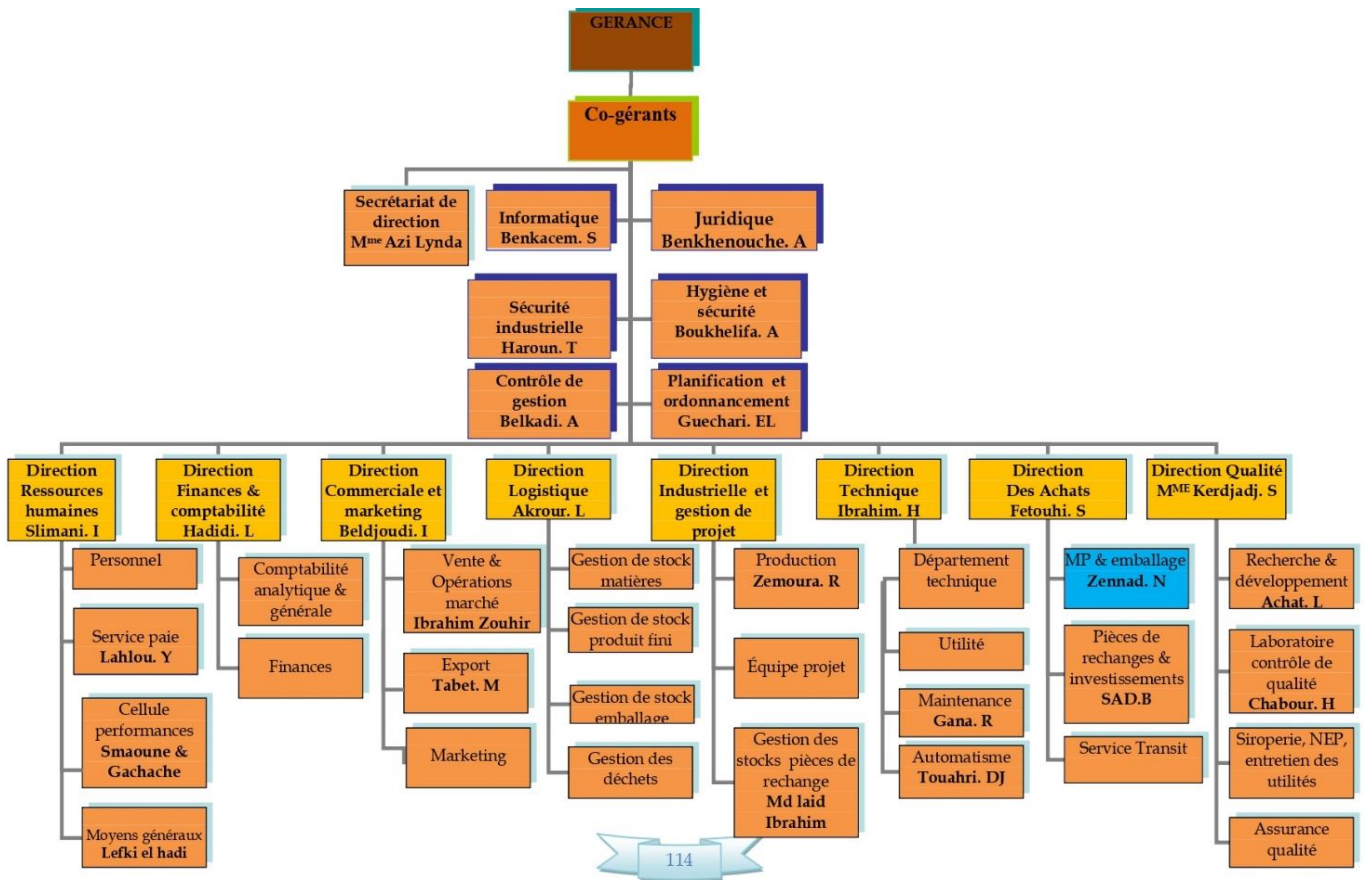 GERANCE
Co-gérants
Secrétariat de
direction
Mme Azi Lynda
Informatique
Benkacem. S
Juridique
Benkhenouche. A
Sécurité
industrielle
Haroun. T
Hygiène et
sécurité
Boukhelifa. A
Contrôle de
gestion
Belkadi. A
Planification et
ordonnancement
Guechari. EL
Direction
Ressources
humaines
Slimani. I
Direction
Finances &
comptabilité
Hadidi. L
Direction
Commerciale et
marketing
Beldjoudi. I
Direction
Logistique
Akrour. L
Direction
Industrielle et
gestion de
projet
Direction
Technique
Ibrahim. H
Direction
Des Achats
Fetouhi. S
Direction Qualité
MME Kerdjadj. S
Personnel
Service paie
Lahlou. Y
Cellule
performances
Smaoune &
Gachache
Moyens généraux
Lefki el hadi
Comptabilité
analytique &
générale
Finances
Vente &
Opérations
marché
Ibrahim Zouhir
Export
Tabet. M
Marketing
Gestion de stock
matières
Gestion de stock
produit fini
Gestion de stock
emballage
Gestion des
déchets
Production
Zemoura. R
Équipe projet
Gestion des
stocks pièces de
rechange
Md laid
Ibrahim
Département
technique
Utilité
Maintenance
Gana. R
Automatisme
Touahri. DJ
MP & emballage
Zennad. N
Pièces de
rechanges &
investissements
SAD.B
Service Transit
Recherche &
développement
Achat. L
Laboratoire
contrôle de
qualité
Chabour. H
Siroperie, NEP,
entretien des
utilités
Assurance
qualité
114